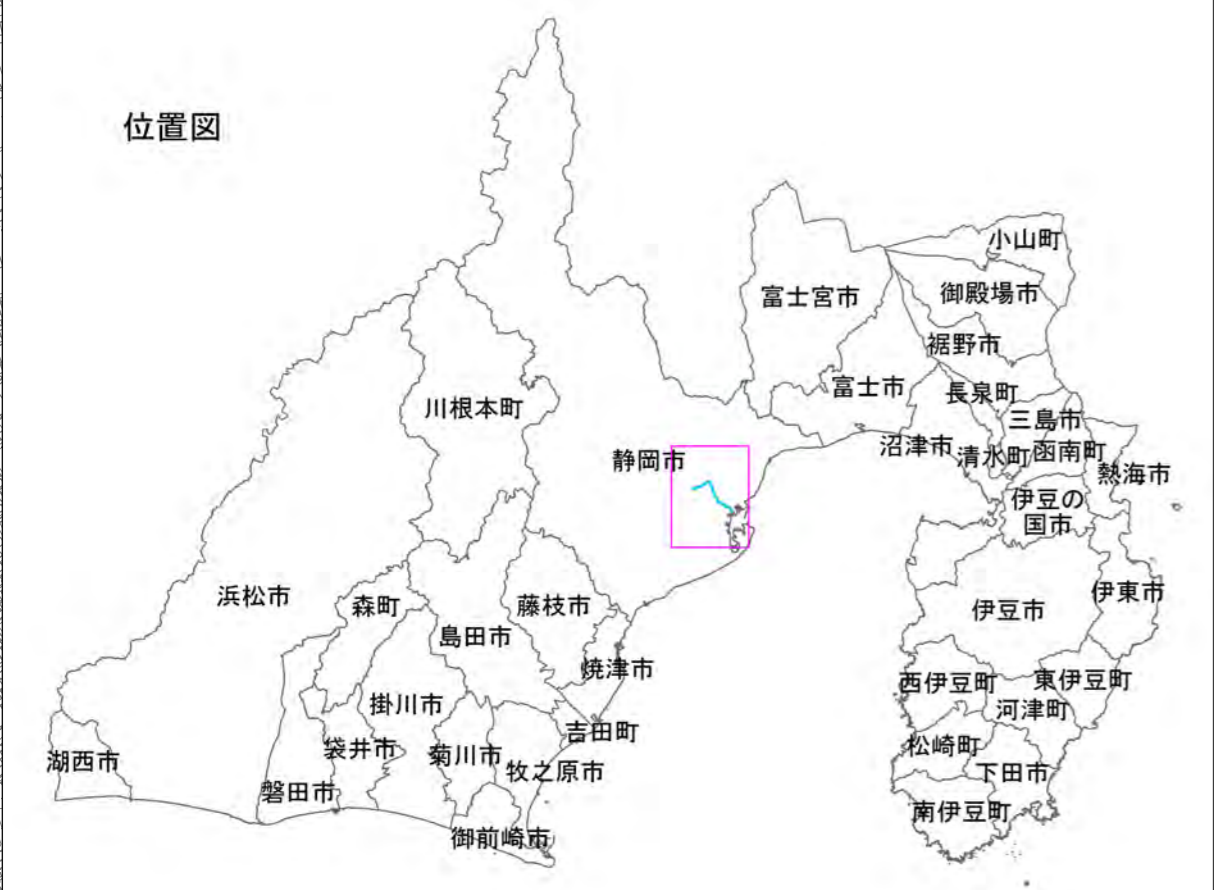 位置図
小山町
富士宮市
御殿場市
裾野市
富士市
長泉町
川根本町
三島市
沼津市
清水町
函南町
静岡市
熱海市
伊豆の
国市
浜松市
森町
藤枝市
伊豆市
伊東市
島田市
焼津市
西伊豆町
東伊豆町
掛川市
河津町
吉田町
袋井市
菊川市
松崎町
湖西市
牧之原市
下田市
磐田市
南伊豆町
御前崎市